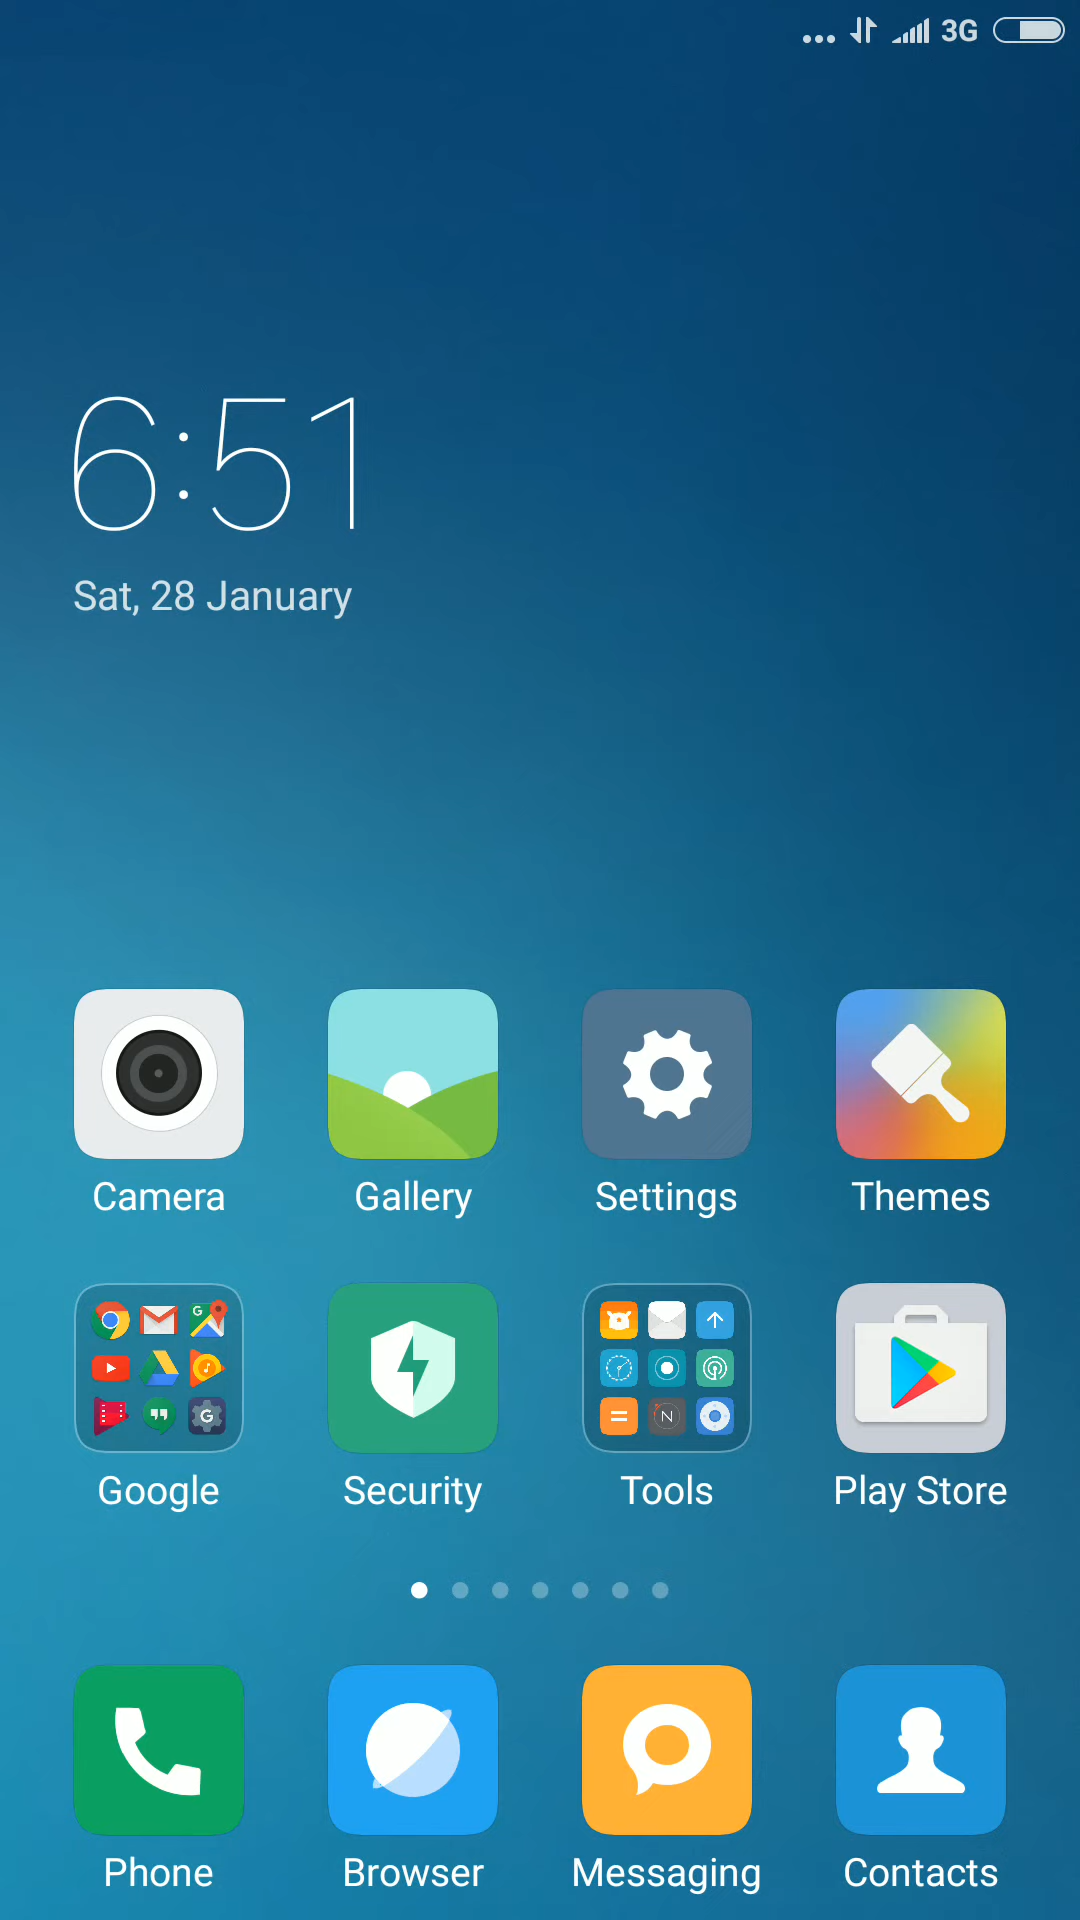 3G
6:51
Sat, 28 January
Camera Gallery Settings Themes
Google Security Tools Play Store
Phone Browser Messaging Contacts